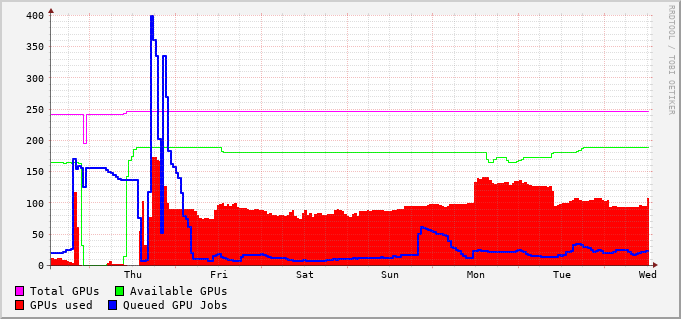 400
350
300
250
200
150
100
50
0
Thu Fri Sat Sun Mon Tue Wed
Total GPUs Available GPUs
GPUs used Queued GPU Jobs
RRDTOOL / TOBI OETIKER